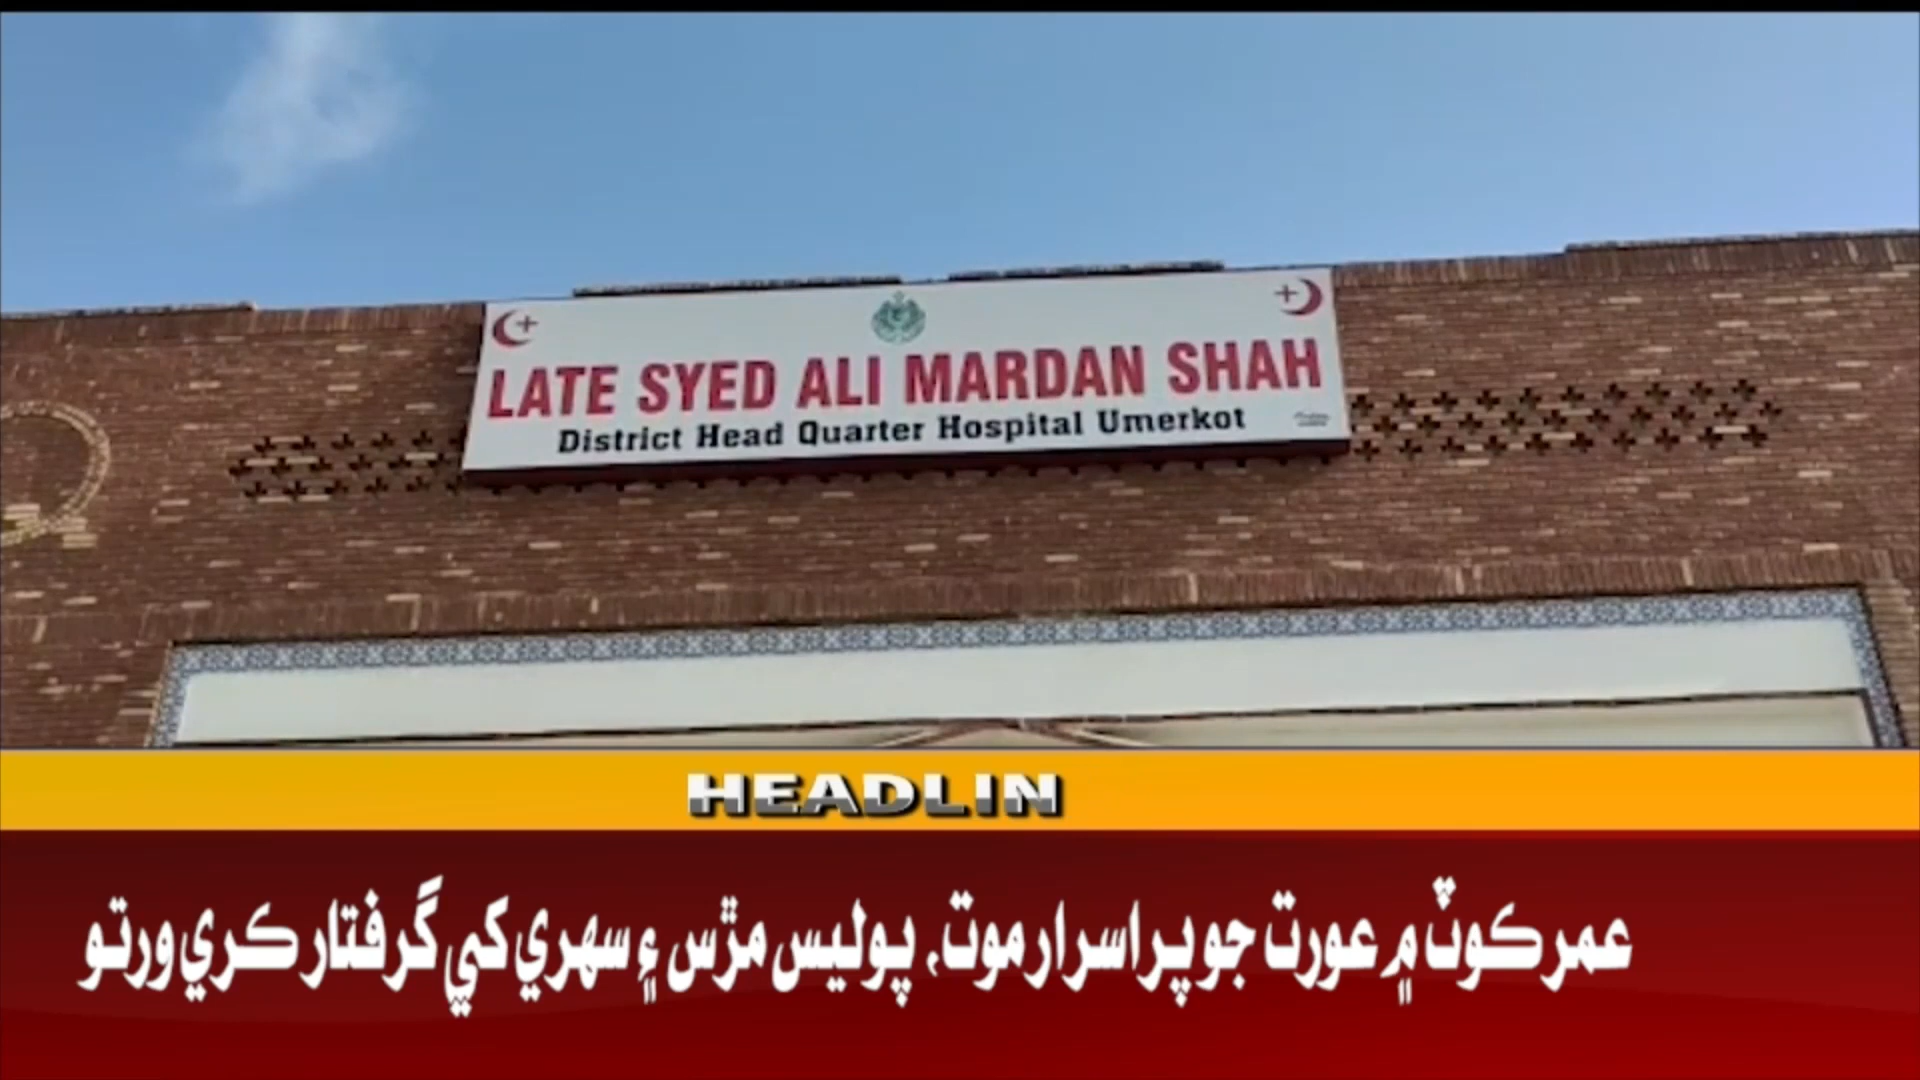 LATE SYED ALI MARDAN SHAH
District Head Quarter Hospital Umerkot
HEADLIN
عمرڪوٽ ۾ عورت جو پراسرار موت، پوليس مڙس ۽ سهري کي گرفتار ڪري ورتو